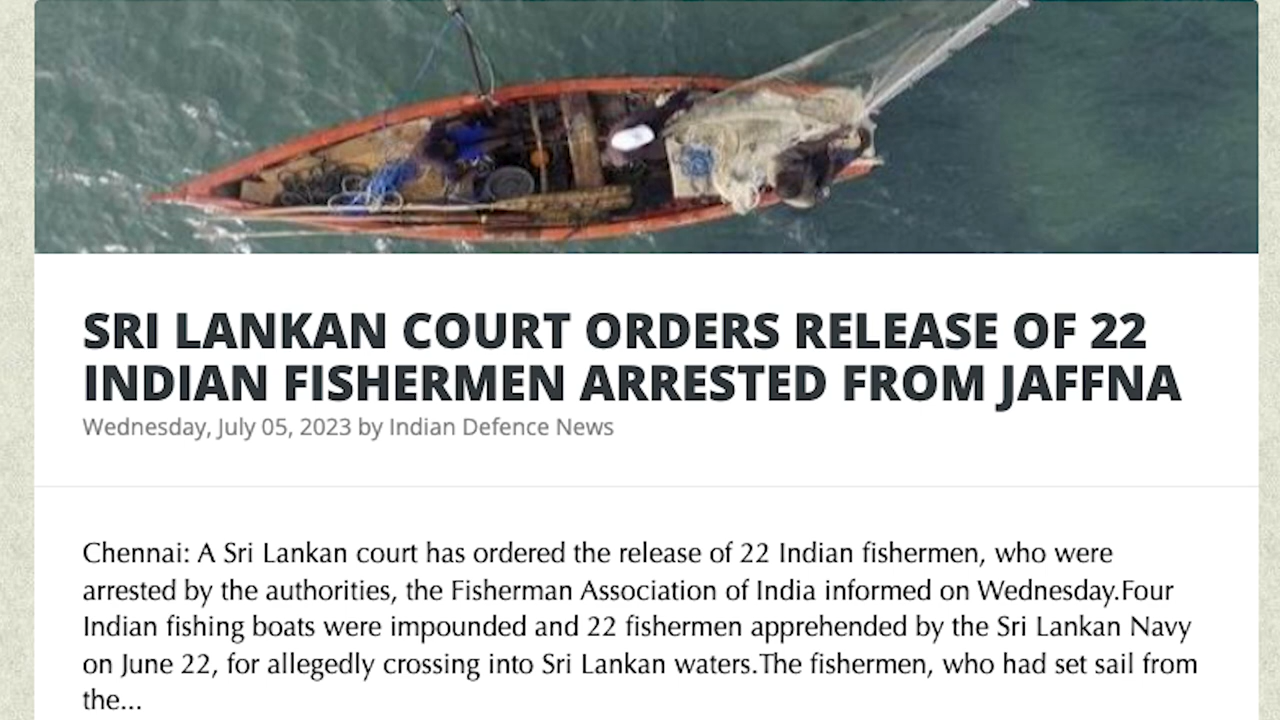 SRI LANKAN COURT ORDERS RELEASE OF 22
INDIAN FISHERMEN ARRESTED FROM JAFFNA
Wednesday, July 05, 2023 by Indian Defence News
Chennai: A Sri Lankan court has ordered the release of 22 Indian fishermen, who were
arrested by the authorities, the Fisherman Association of India informed on Wednesday.Four
Indian fishing boats were impounded and 22 fishermen apprehended by the Sri Lankan Navy
on June 22, for allegedly crossing into Sri Lankan waters.The fishermen, who had set sail from
the...